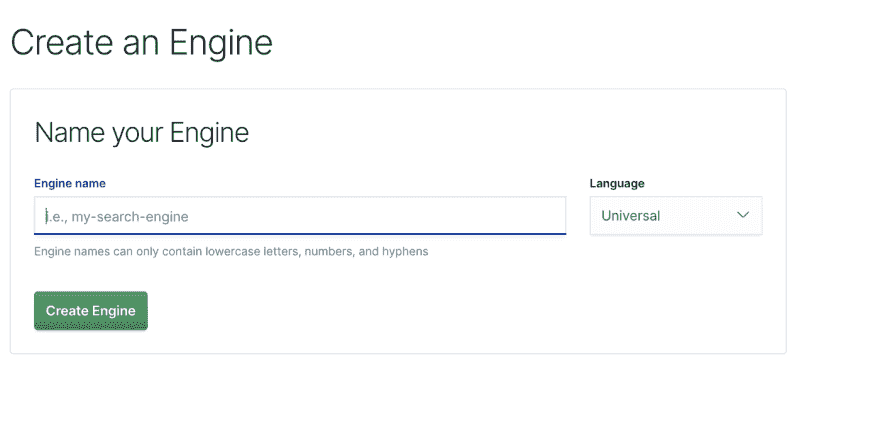 Create an Engine
Name your Engine
Engine name
Language
i.e., my-search-engine
Universal
Engine names can only contain lowercase letters, numbers, and hyphens
Create Engine